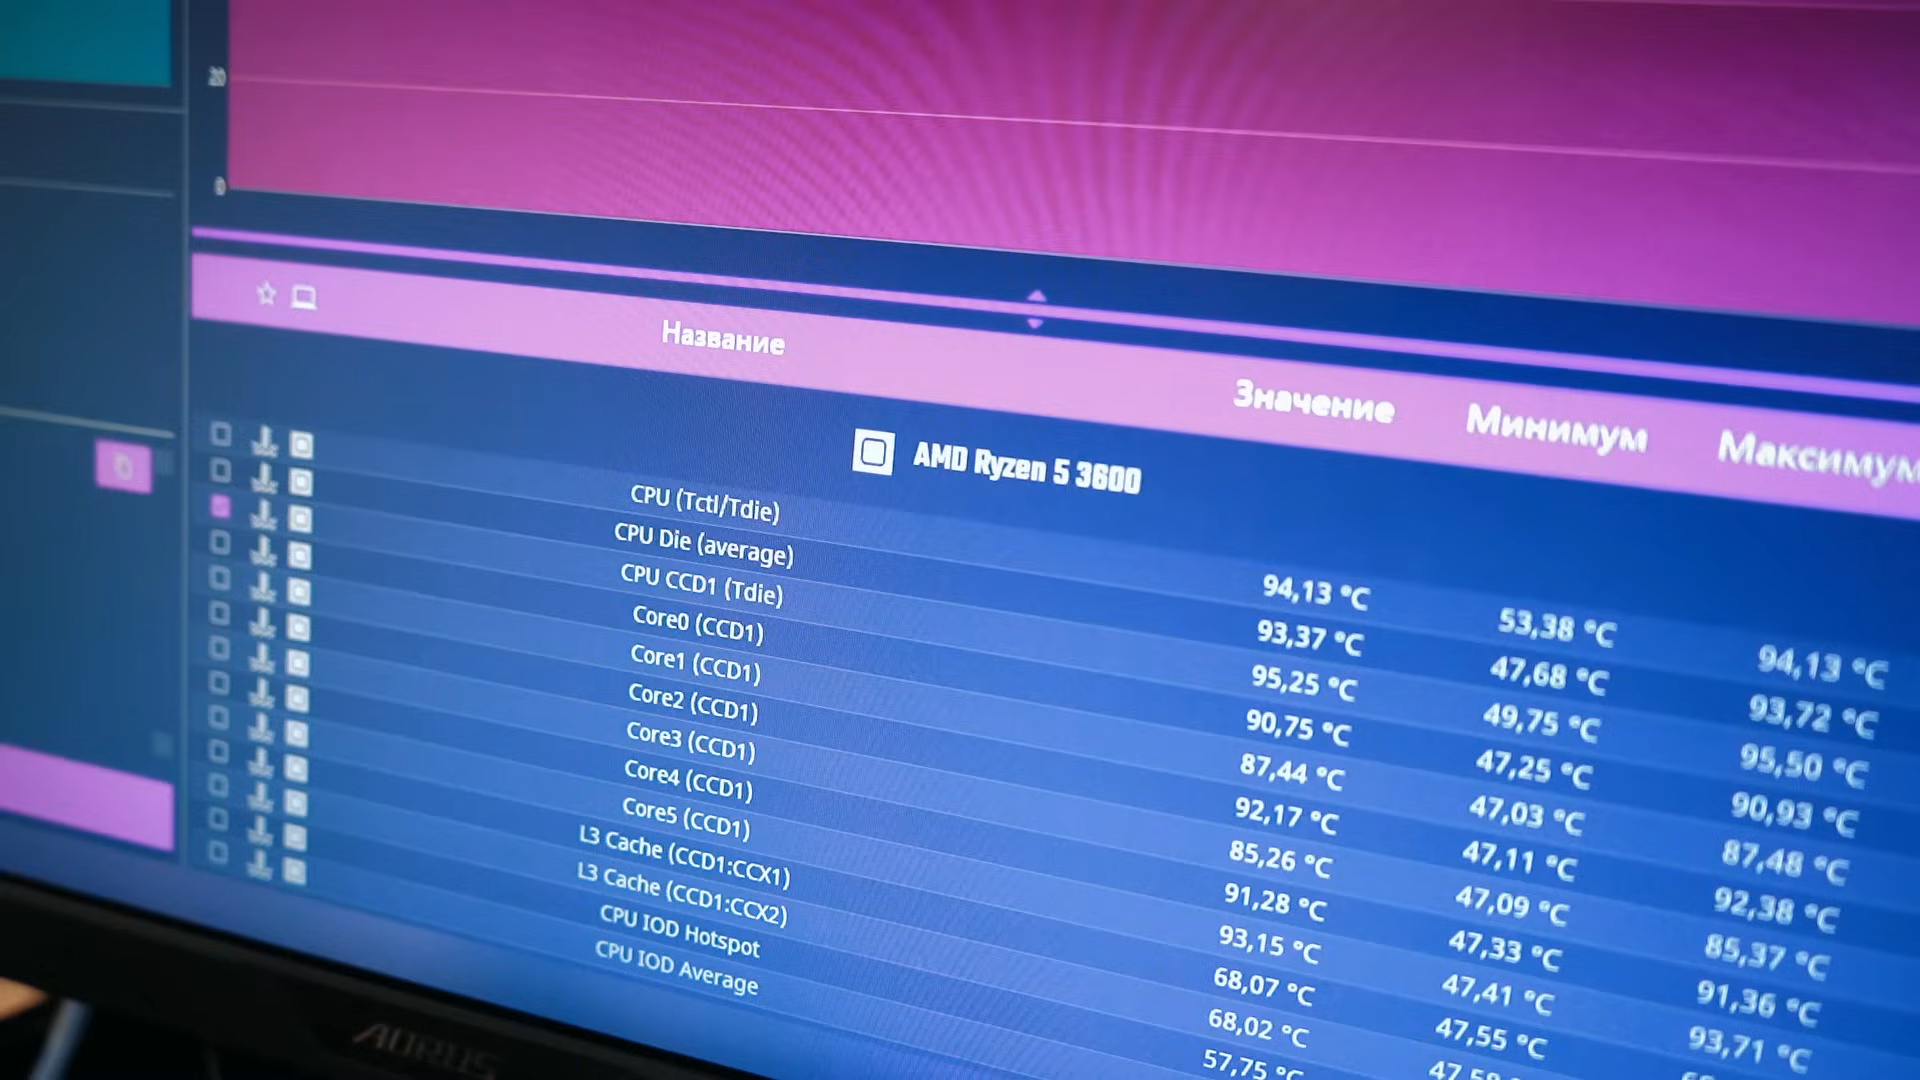 20
0
Название Значение Минимум Максимум
AMD Ryzen 5 3600
CPU (Tctl/Tdie) 94,13 °C 53,38 °C 94,13 °C
CPU Die (average) 93,37 °C 47,68 °C 93,72 °C
CPU CCD1 (Tdie) 95,25 °C 49,75 °C 95,50 °C
Core0 (CCD1) 90,75 °C 47,25 °C 90,93 °C
Core1 (CCD1) 87,44 °C 47,03 °C 87,48 °C
Core2 (CCD1) 92,17 °C 47,11 °C 92,38 °C
Core3 (CCD1) 85,26 °C 47,09 °C 85,37 °C
Core4 (CCD1) 91,28 °C 47,33 °C 91,36 °C
Core5 (CCD1) 93,15 °C 47,41 °C 93,71 °C
L3 Cache (CCD1:CCX1) 68,07 °C 47,55 °C
L3 Cache (CCD1:CCX2) 68,02 °C
CPU IOD Hotspot 57,75 °C
CPU IOD Average
AORUS